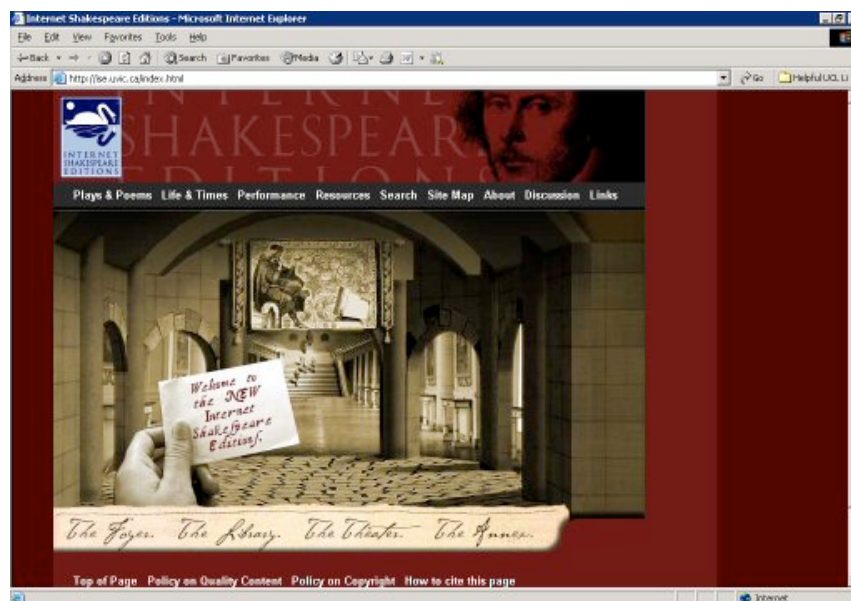 Internet Shakespeare Editions - Microsoft Internet Explorer
File Edit View Favorites Tools Help
Back Search Favorites Media
Address http://ise.uvic.ca/index.html Go Helpful UCL Li
INTERNET
SHAKESPEARE
EDITIONS
INTERNET
SHAKESPEARE
EDITIONS
Plays & Poems Life & Times Performance Resources Search Site Map About Discussion Links
Welcome to
the NEW
Internet
Shakespeare
Editions.
The Foyer. The Library. The Theater. The Annex.
Top of Page Policy on Quality Content Policy on Copyright How to cite this page
Internet